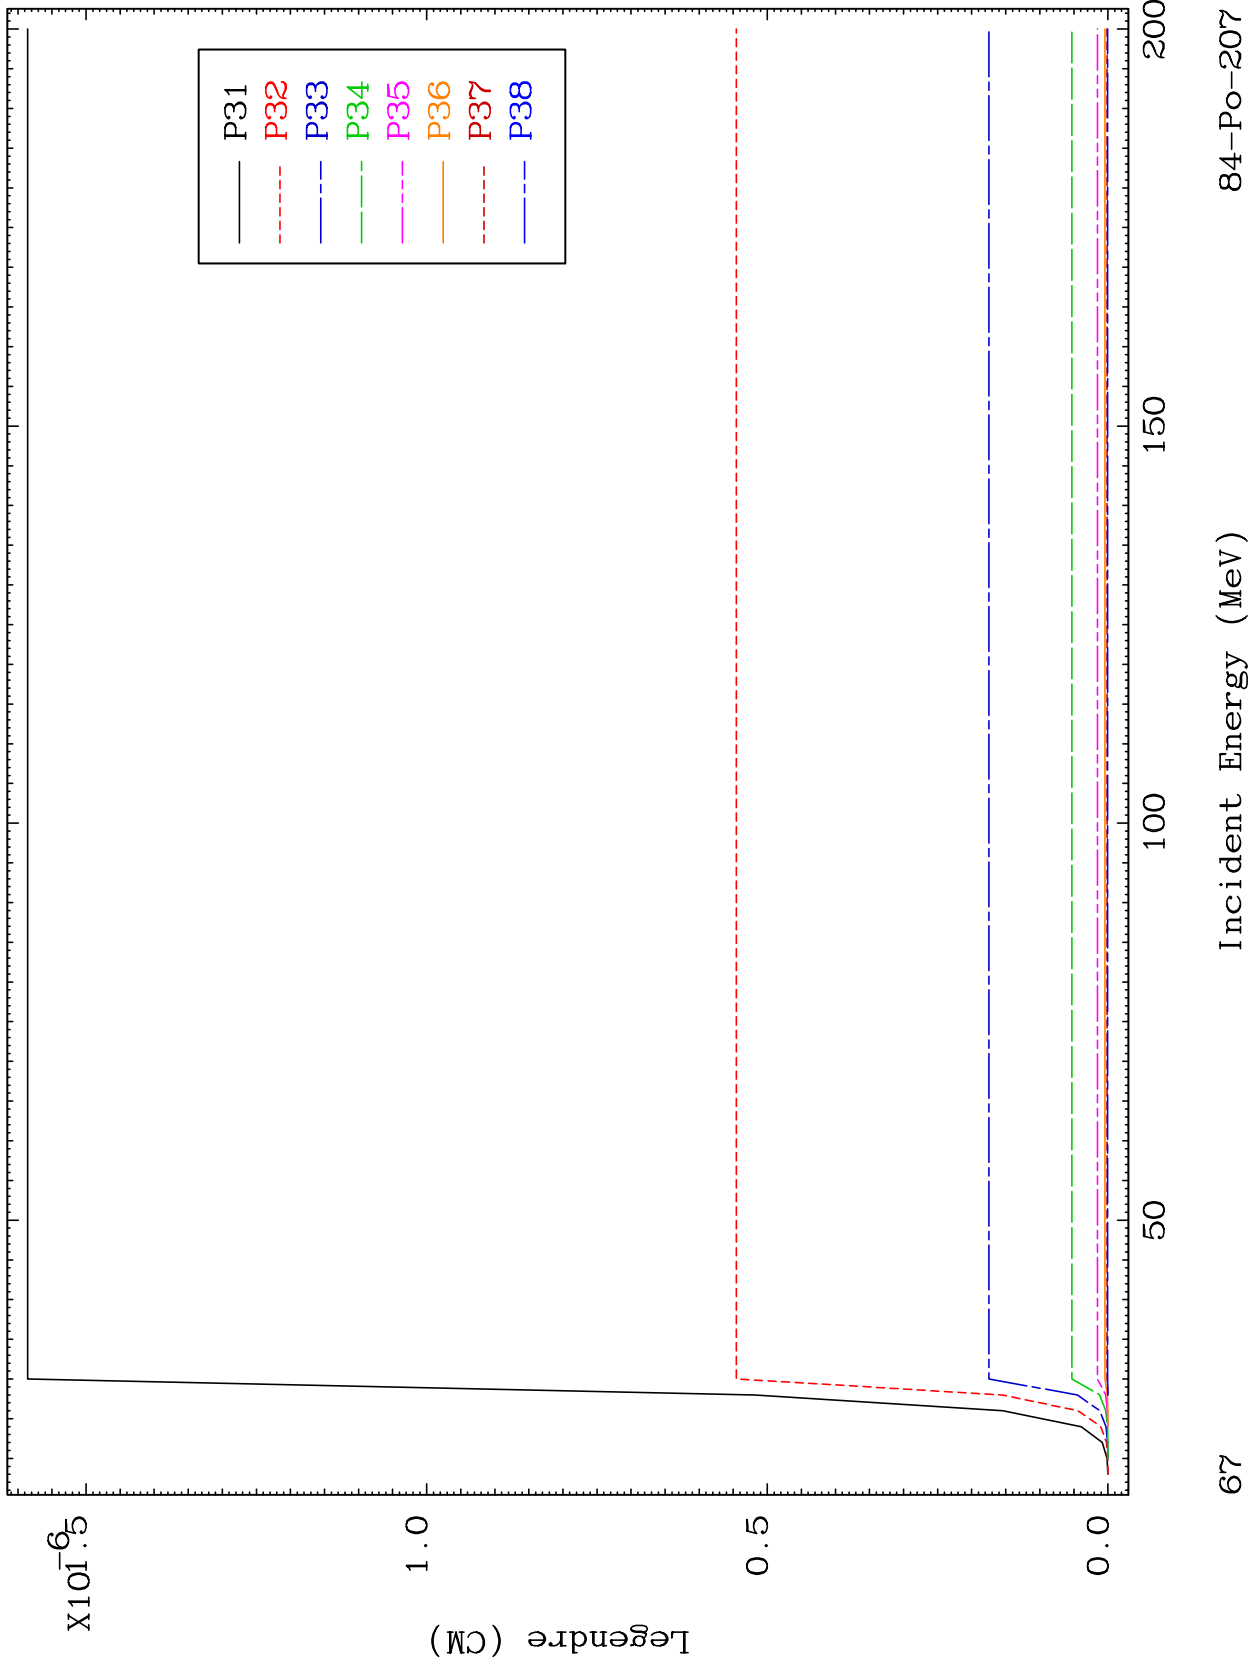 X10-6
1.5
1.0
0.5
0.0
Legendre (CM)
P31
P32
P33
P34
P35
P36
P37
P38
50
100
150
200
Incident Energy (MeV)
67
84-Po-207